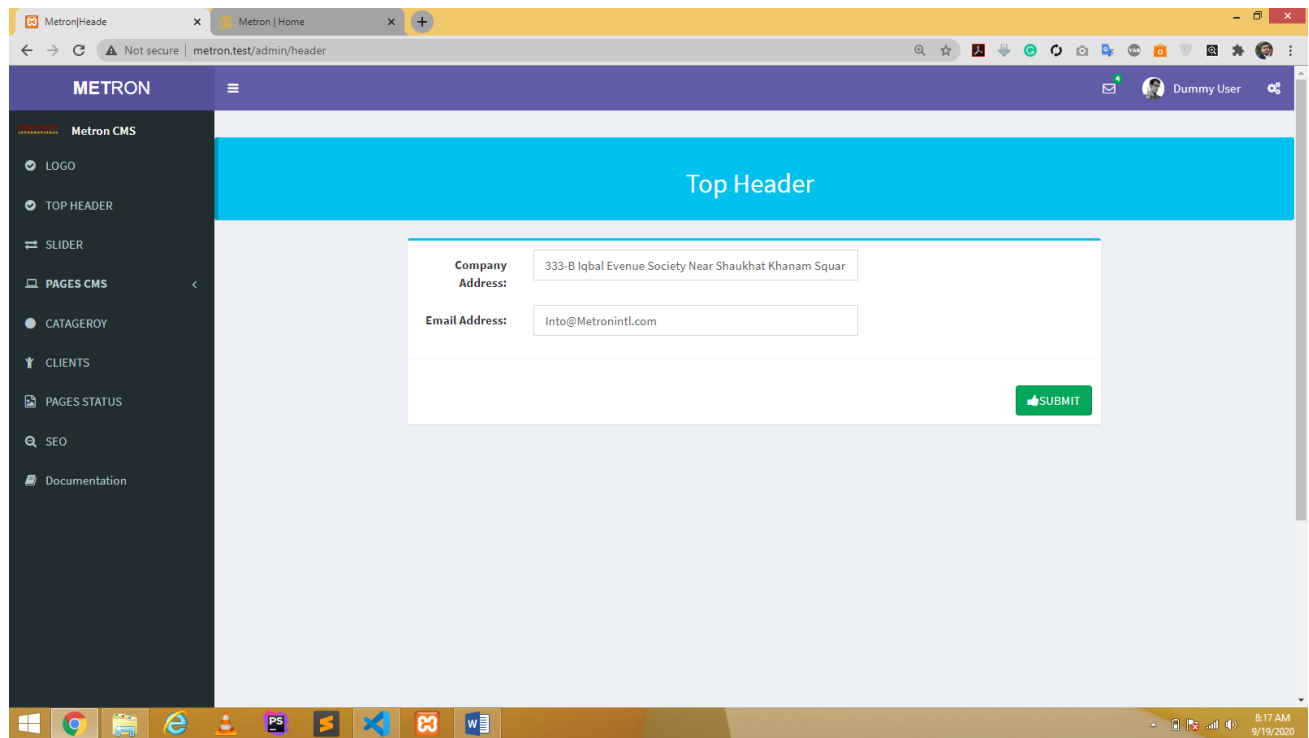 Metron|Heade
Metron | Home
Not secure | metron.test/admin/header
METRON
4
Dummy User
Metron CMS
LOGO
TOP HEADER
SLIDER
PAGES CMS
CATAGEROY
CLIENTS
PAGES STATUS
SEO
Documentation
Top Header
Company Address:
333-B Iqbal Evenue Society Near Shaukhat Khanam Squar
Email Address:
Into@Metronintl.com
SUBMIT
8:17 AM
9/19/2020